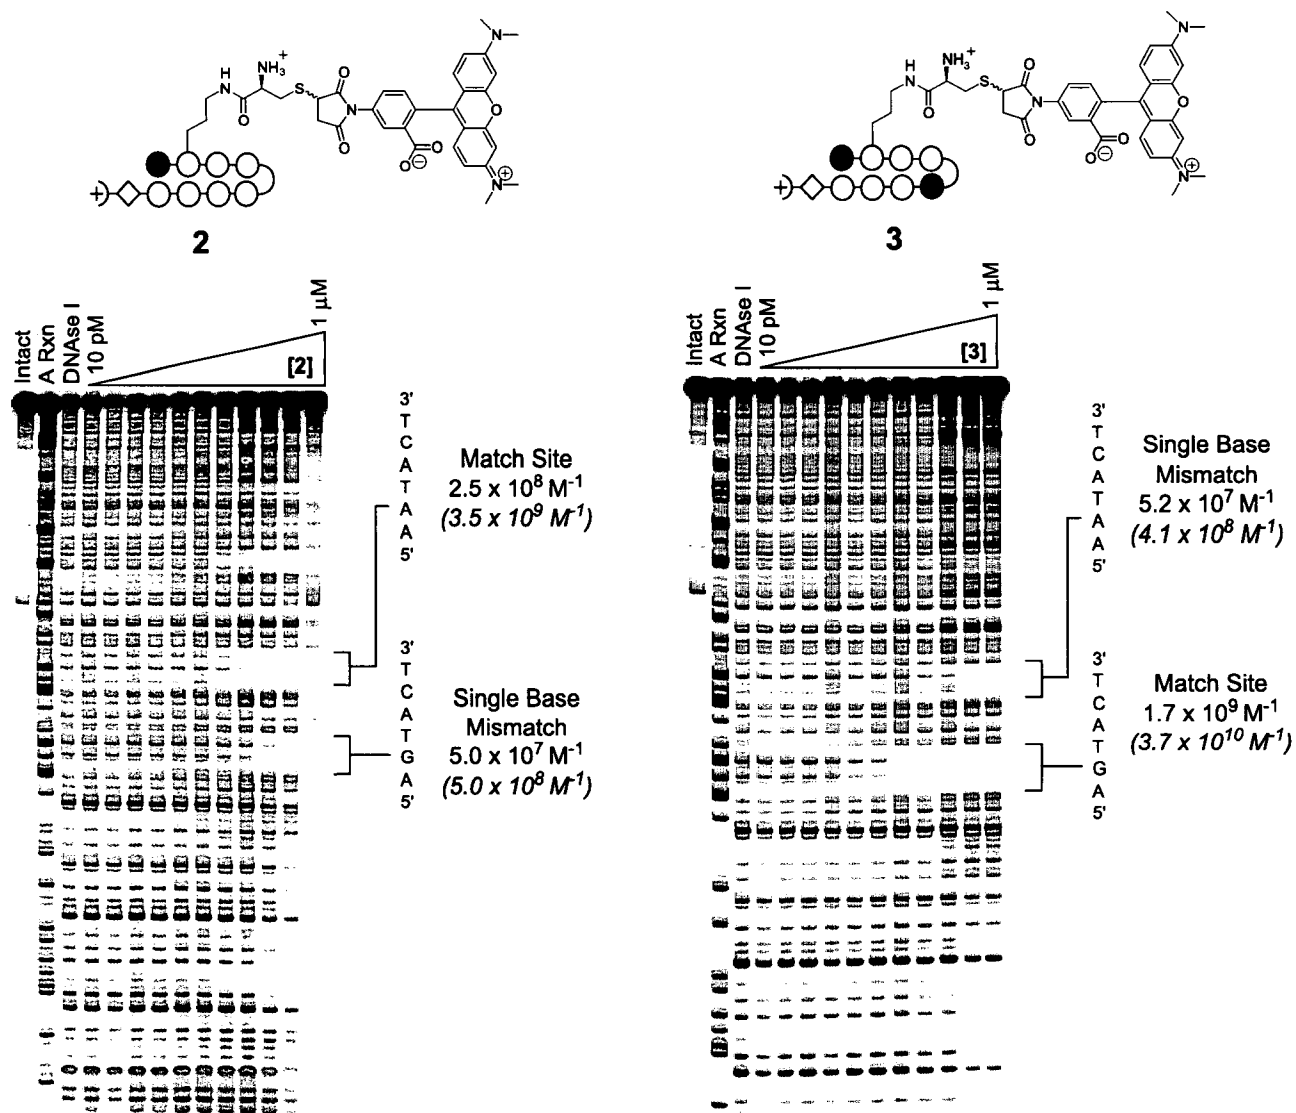 N
NH₃⁺
H
N
O
S
O
N
O
O
O⊖
O
N⊕
+
2
N
NH₃⁺
H
N
O
S
O
N
O
O
O⊖
O
N⊕
+
3
Intact
A Rxn
DNAse I
10 pM
1 µM
[2]
3'
T
C
A
T
A
A
5'
Match Site
2.5 x 10⁸ M⁻¹
(3.5 x 10⁹ M⁻¹)
3'
T
C
A
T
G
A
5'
Single Base
Mismatch
5.0 x 10⁷ M⁻¹
(5.0 x 10⁸ M⁻¹)
Intact
A Rxn
DNAse I
10 pM
1 µM
[3]
3'
T
C
A
T
A
A
5'
Single Base
Mismatch
5.2 x 10⁷ M⁻¹
(4.1 x 10⁸ M⁻¹)
3'
T
C
A
T
G
A
5'
Match Site
1.7 x 10⁹ M⁻¹
(3.7 x 10¹⁰ M⁻¹)